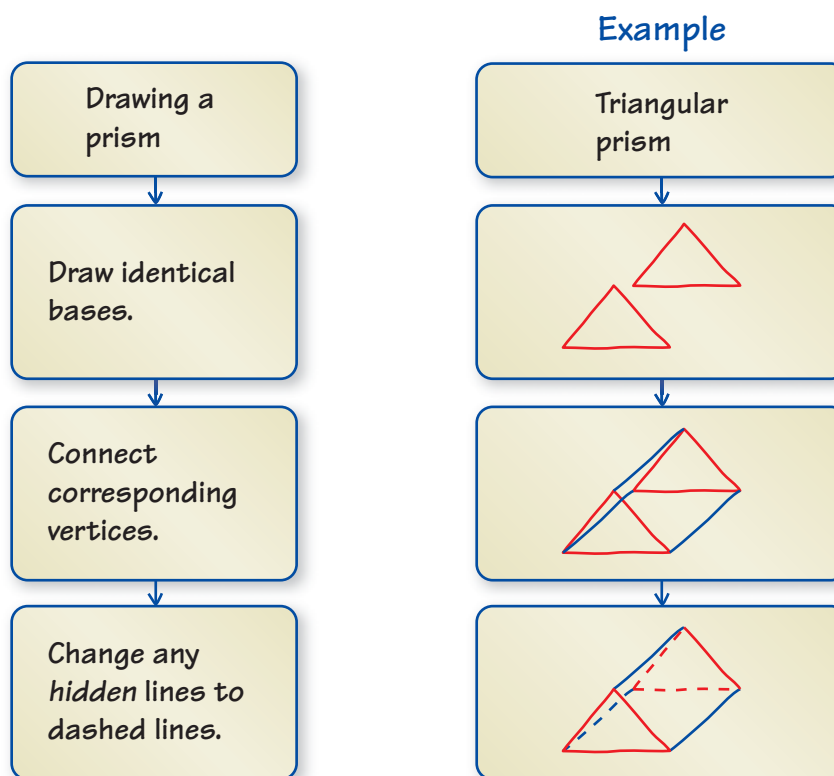 Example
Drawing a
prism
Triangular
prism
Draw identical
bases.
Connect
corresponding
vertices.
Change any
hidden lines to
dashed lines.